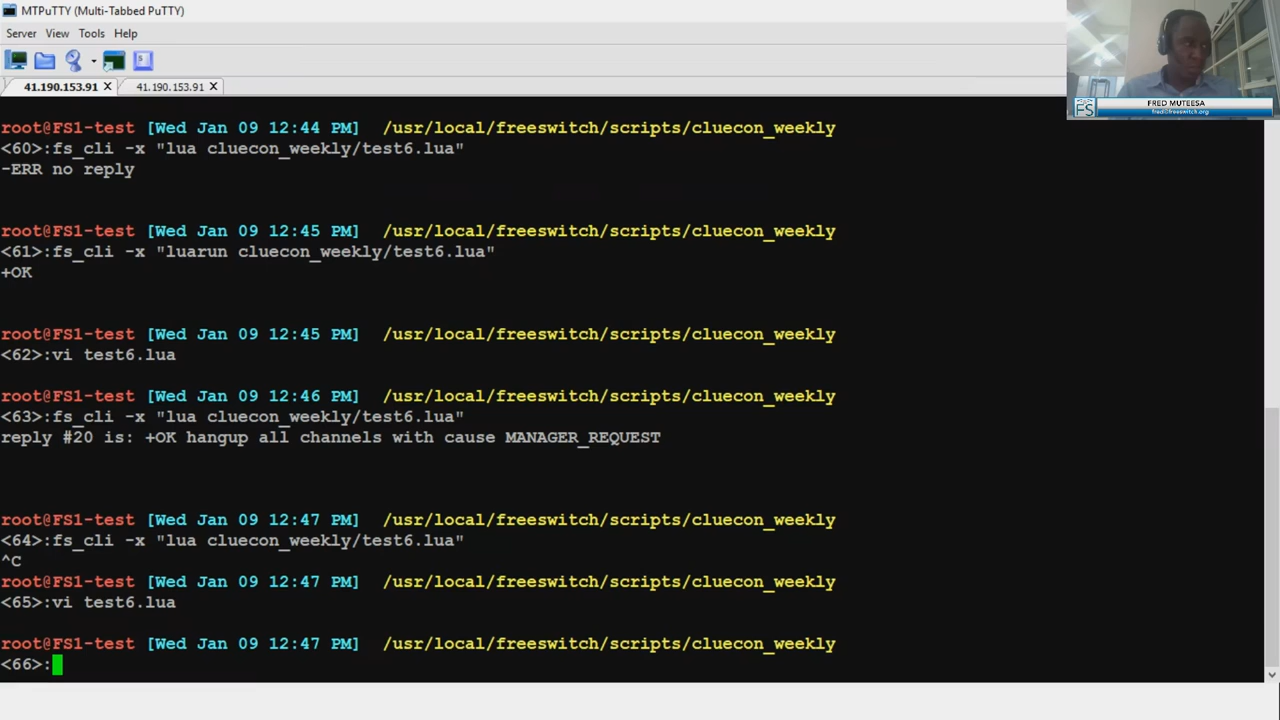 MTPuTTY (Multi-Tabbed PuTTY)
Server View Tools Help
41.190.153.91 41.190.153.91
FRED MUTEESA
fred@freeswitch.org
FS
root@FS1-test [Wed Jan 09 12:44 PM] /usr/local/freeswitch/scripts/cluecon_weekly
<60>:fs_cli -x "lua cluecon_weekly/test6.lua"
-ERR no reply
root@FS1-test [Wed Jan 09 12:45 PM] /usr/local/freeswitch/scripts/cluecon_weekly
<61>:fs_cli -x "luarun cluecon_weekly/test6.lua"
+OK
root@FS1-test [Wed Jan 09 12:45 PM] /usr/local/freeswitch/scripts/cluecon_weekly
<62>:vi test6.lua
root@FS1-test [Wed Jan 09 12:46 PM] /usr/local/freeswitch/scripts/cluecon_weekly
<63>:fs_cli -x "lua cluecon_weekly/test6.lua"
reply #20 is: +OK hangup all channels with cause MANAGER_REQUEST
root@FS1-test [Wed Jan 09 12:47 PM] /usr/local/freeswitch/scripts/cluecon_weekly
<64>:fs_cli -x "lua cluecon_weekly/test6.lua"
^C
root@FS1-test [Wed Jan 09 12:47 PM] /usr/local/freeswitch/scripts/cluecon_weekly
<65>:vi test6.lua
root@FS1-test [Wed Jan 09 12:47 PM] /usr/local/freeswitch/scripts/cluecon_weekly
<66>: